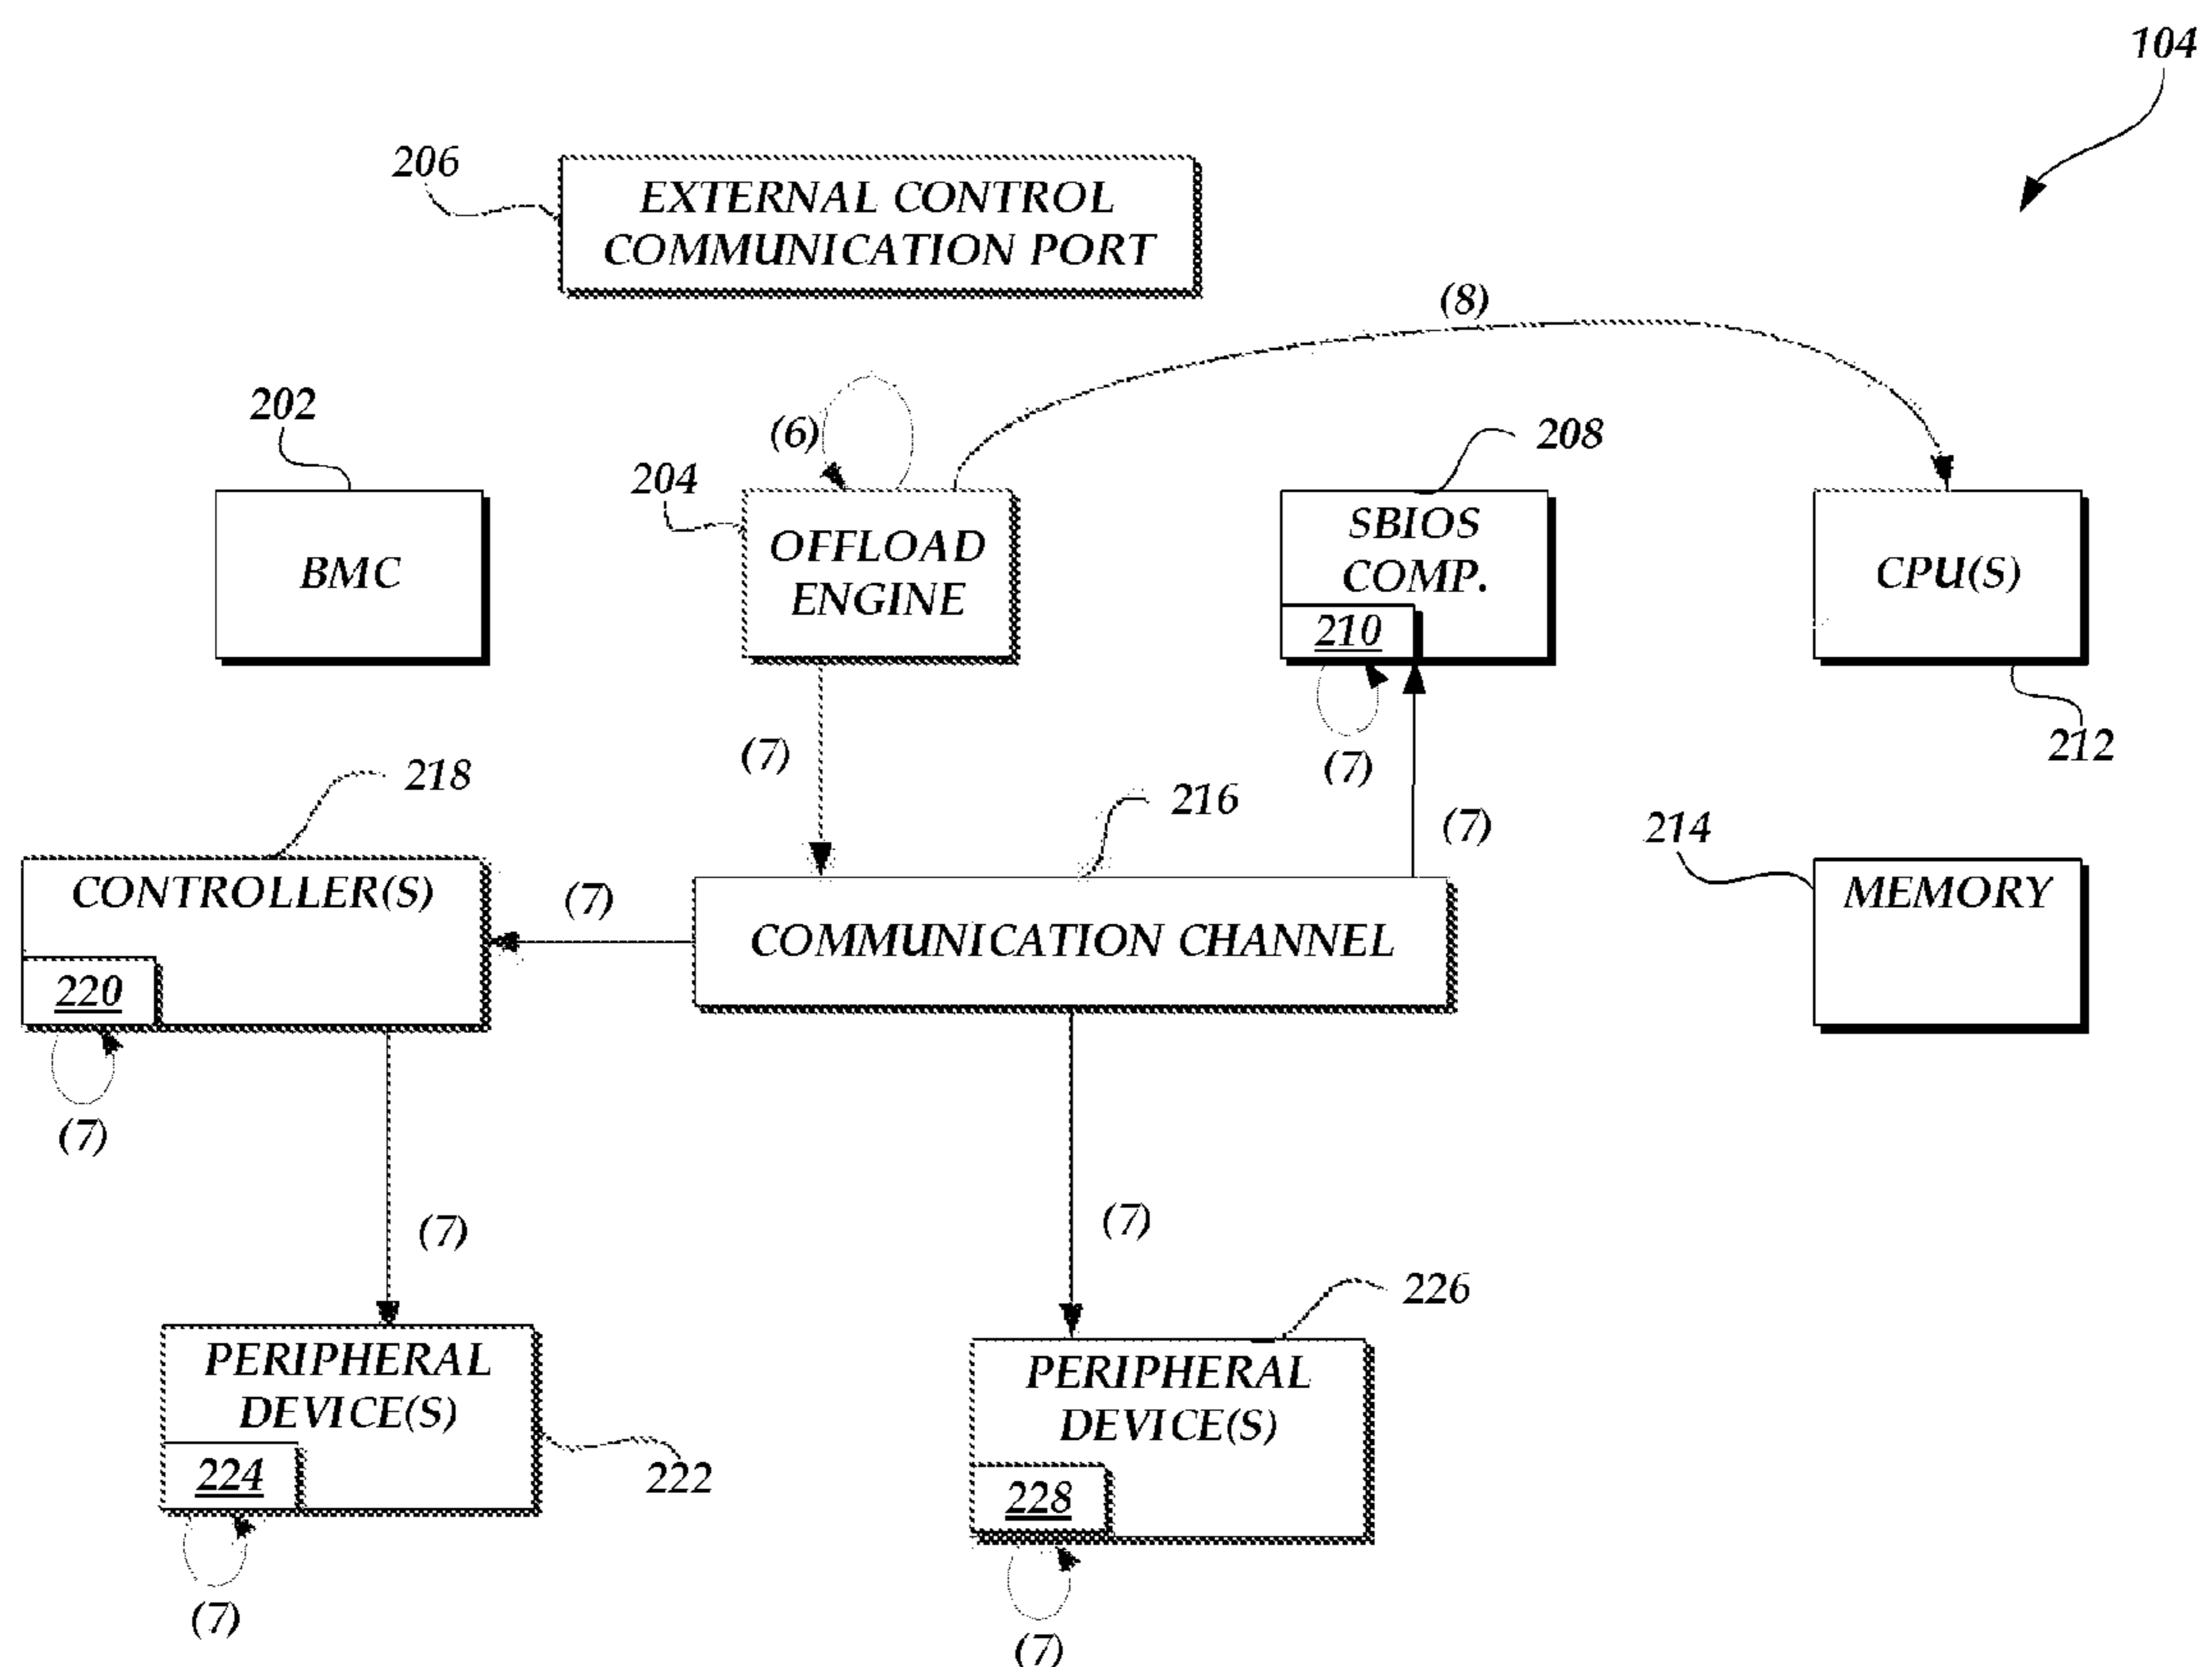 104
206
EXTERNAL CONTROL
COMMUNICATION PORT
(8)
202
(6)
208
204
BMC
OFFLOAD
ENGINE
SBIOS
COMP.
210
CPU(S)
212
(7)
(7)
218
216
(7)
214
CONTROLLER(S)
220
(7)
COMMUNICATION CHANNEL
MEMORY
(7)
(7)
(7)
226
PERIPHERAL
DEVICE(S)
224
222
PERIPHERAL
DEVICE(S)
228
(7)
(7)